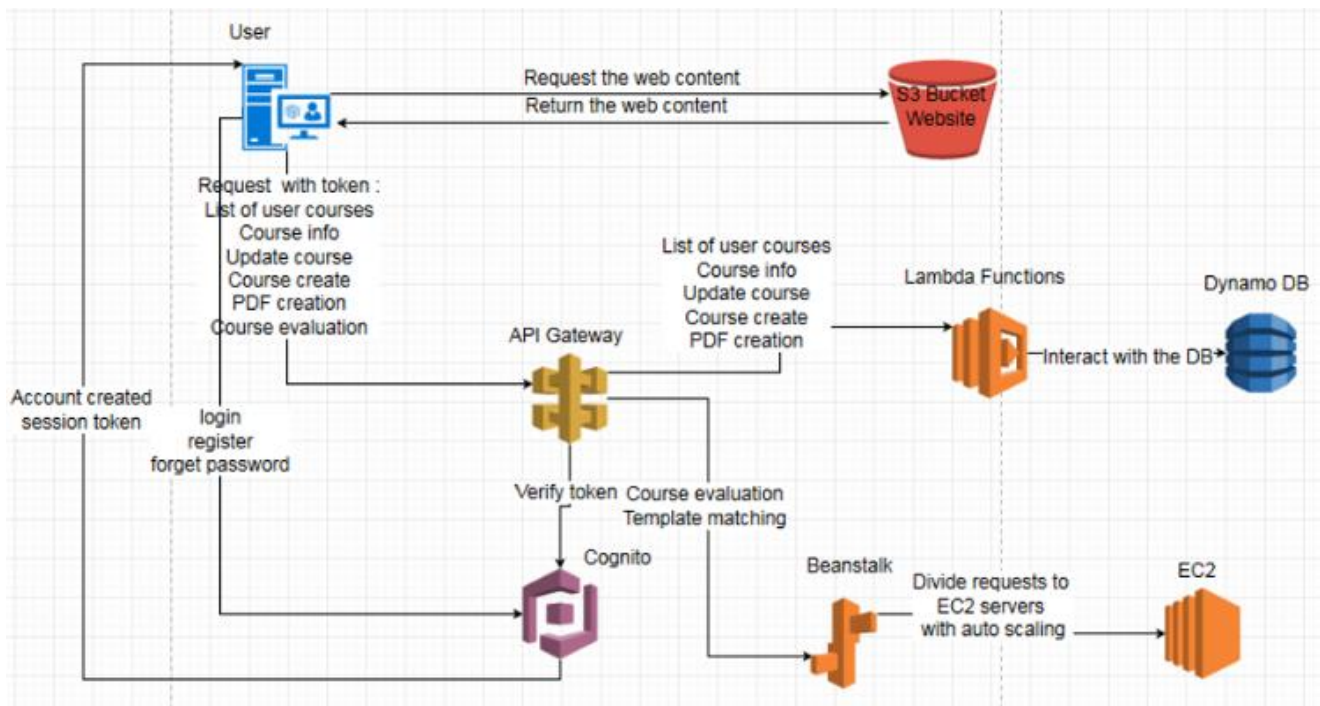 User
Request the web content
Return the web content
S3 Bucket
Website
Request with token :
List of user courses
Course info
Update course
Course create
PDF creation
Course evaluation
List of user courses
Course info
Update course
Course create
PDF creation
Lambda Functions
Dynamo DB
API Gateway
Interact with the DB
Account created
session token
login
register
forget password
Verify token
Course evaluation
Template matching
Cognito
Beanstalk
Divide requests to
EC2 servers
with auto scaling
EC2